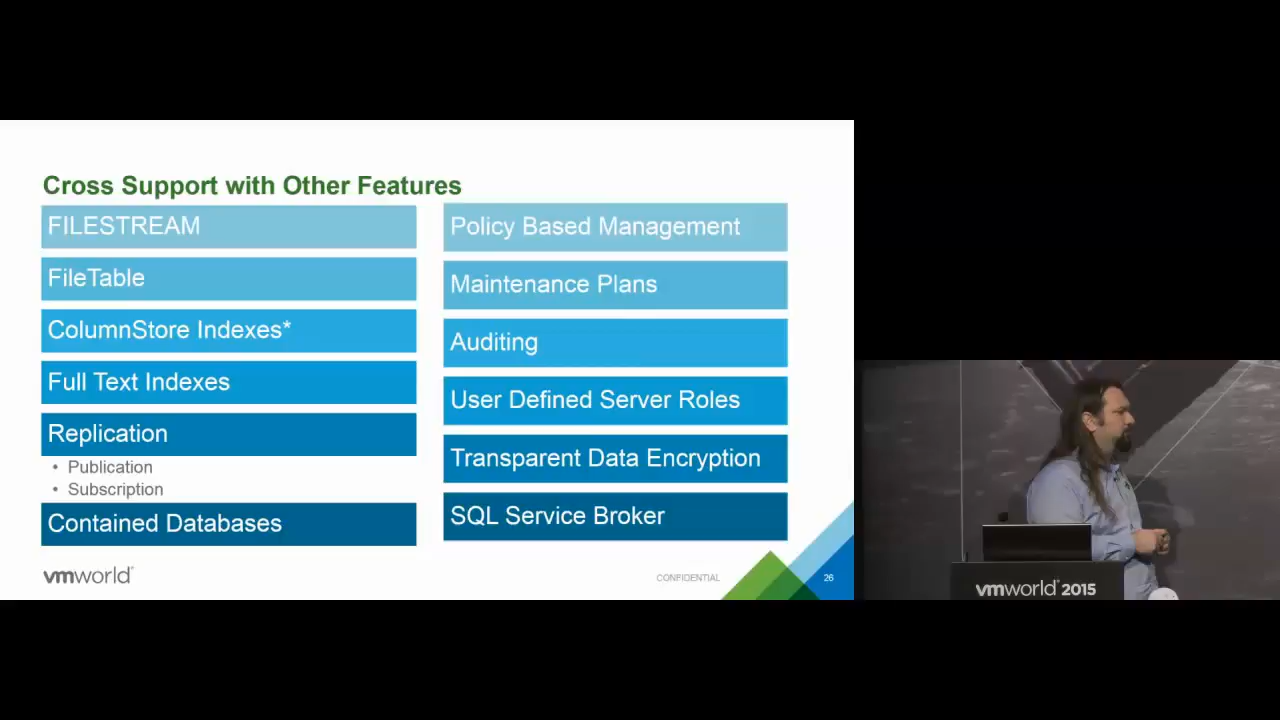 Cross Support with Other Features
FILESTREAM
FileTable
ColumnStore Indexes*
Full Text Indexes
Replication
• Publication
• Subscription
Contained Databases
Policy Based Management
Maintenance Plans
Auditing
User Defined Server Roles
Transparent Data Encryption
SQL Service Broker
vmworld®
CONFIDENTIAL
26
vmworld® 2015